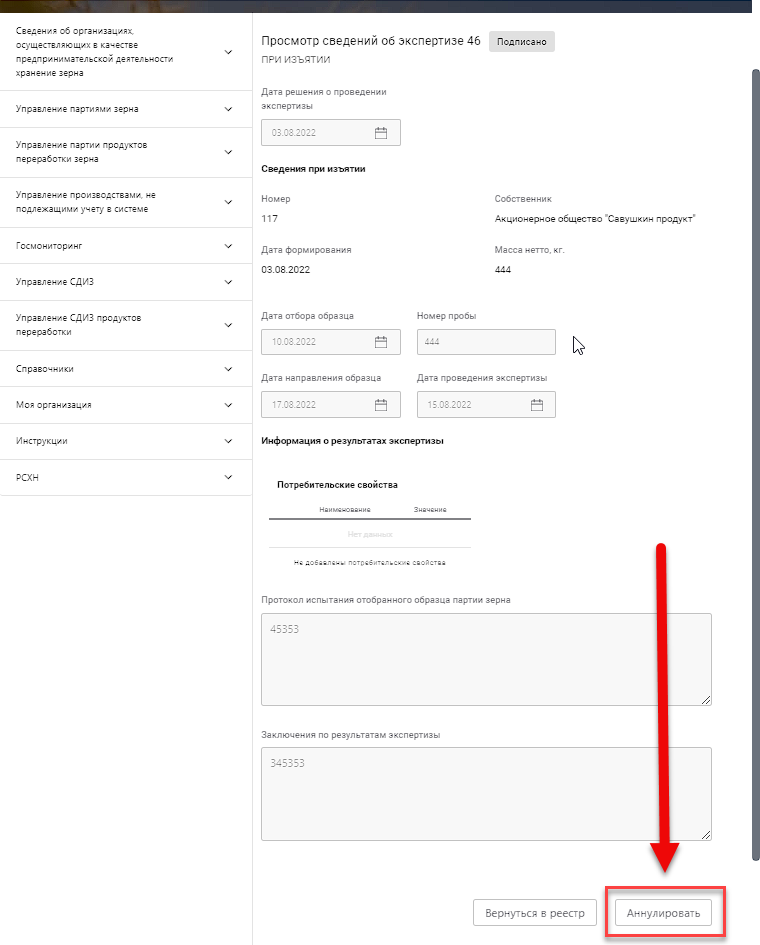 Сведения об организациях,
осуществляющих в качестве
предпринимательской деятельности
хранение зерна
Управление партиями зерна
Управление партии продуктов
переработки зерна
Управление производствами, не
подлежащими учету в системе
Госмониторинг
Управление СДИЗ
Управление СДИЗ продуктов
переработки
Справочники
Моя организация
Инструкции
РСХН
Просмотр сведений об экспертизе 46 Подписано
ПРИ ИЗЪЯТИИ
Дата решения о проведении
экспертизы
03.08.2022
Сведения при изъятии
Номер Собственник
117 Акционерное общество "Савушкин продукт"
Дата формирования Масса нетто, кг.
03.08.2022 444
Дата отбора образца Номер пробы
10.08.2022 444
Дата направления образца Дата проведения экспертизы
17.08.2022 15.08.2022
Информация о результатах экспертизы
Потребительские свойства
Наименование Значение
Нет данных
Не добавлены потребительские свойства
Протокол испытания отобранного образца партии зерна
45353
Заключения по результатам экспертизы
345353
Вернуться в реестр Аннулировать